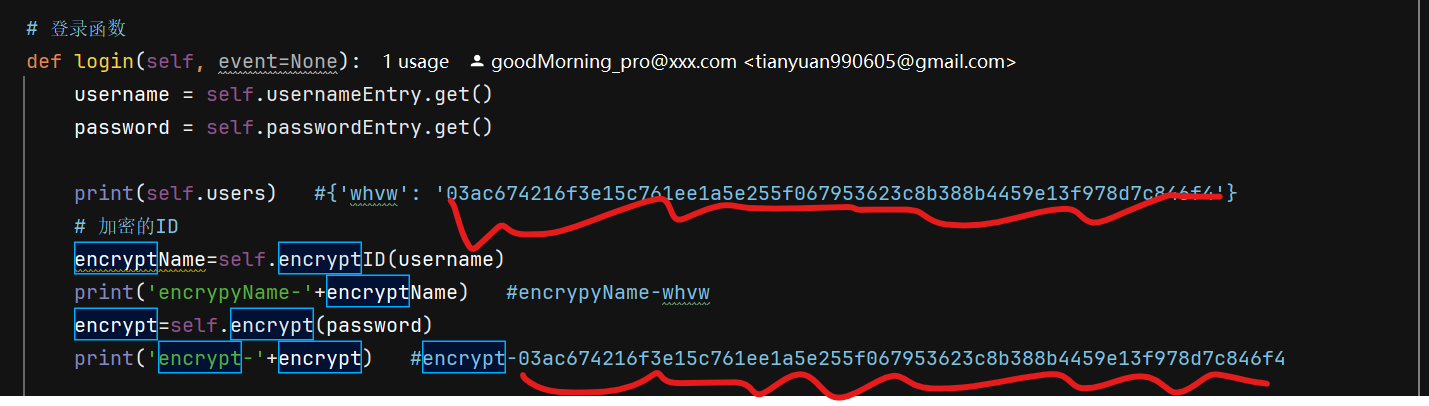 # 登录函数
def login(self, event=None): 1 usage goodMorning_pro@xxx.com <tianyuan990605@gmail.com>
username = self.usernameEntry.get()
password = self.passwordEntry.get()
print(self.users) #{'whvw': '03ac674216f3e15c761ee1a5e255f067953623c8b388b4459e13f978d7c846f4'}
# 加密的ID
encryptName=self.encryptID(username)
print('encrypyName-'+encryptName) #encrypyName-whvw
encrypt=self.encrypt(password)
print('encrypt-'+encrypt) #encrypt-03ac674216f3e15c761ee1a5e255f067953623c8b388b4459e13f978d7c846f4